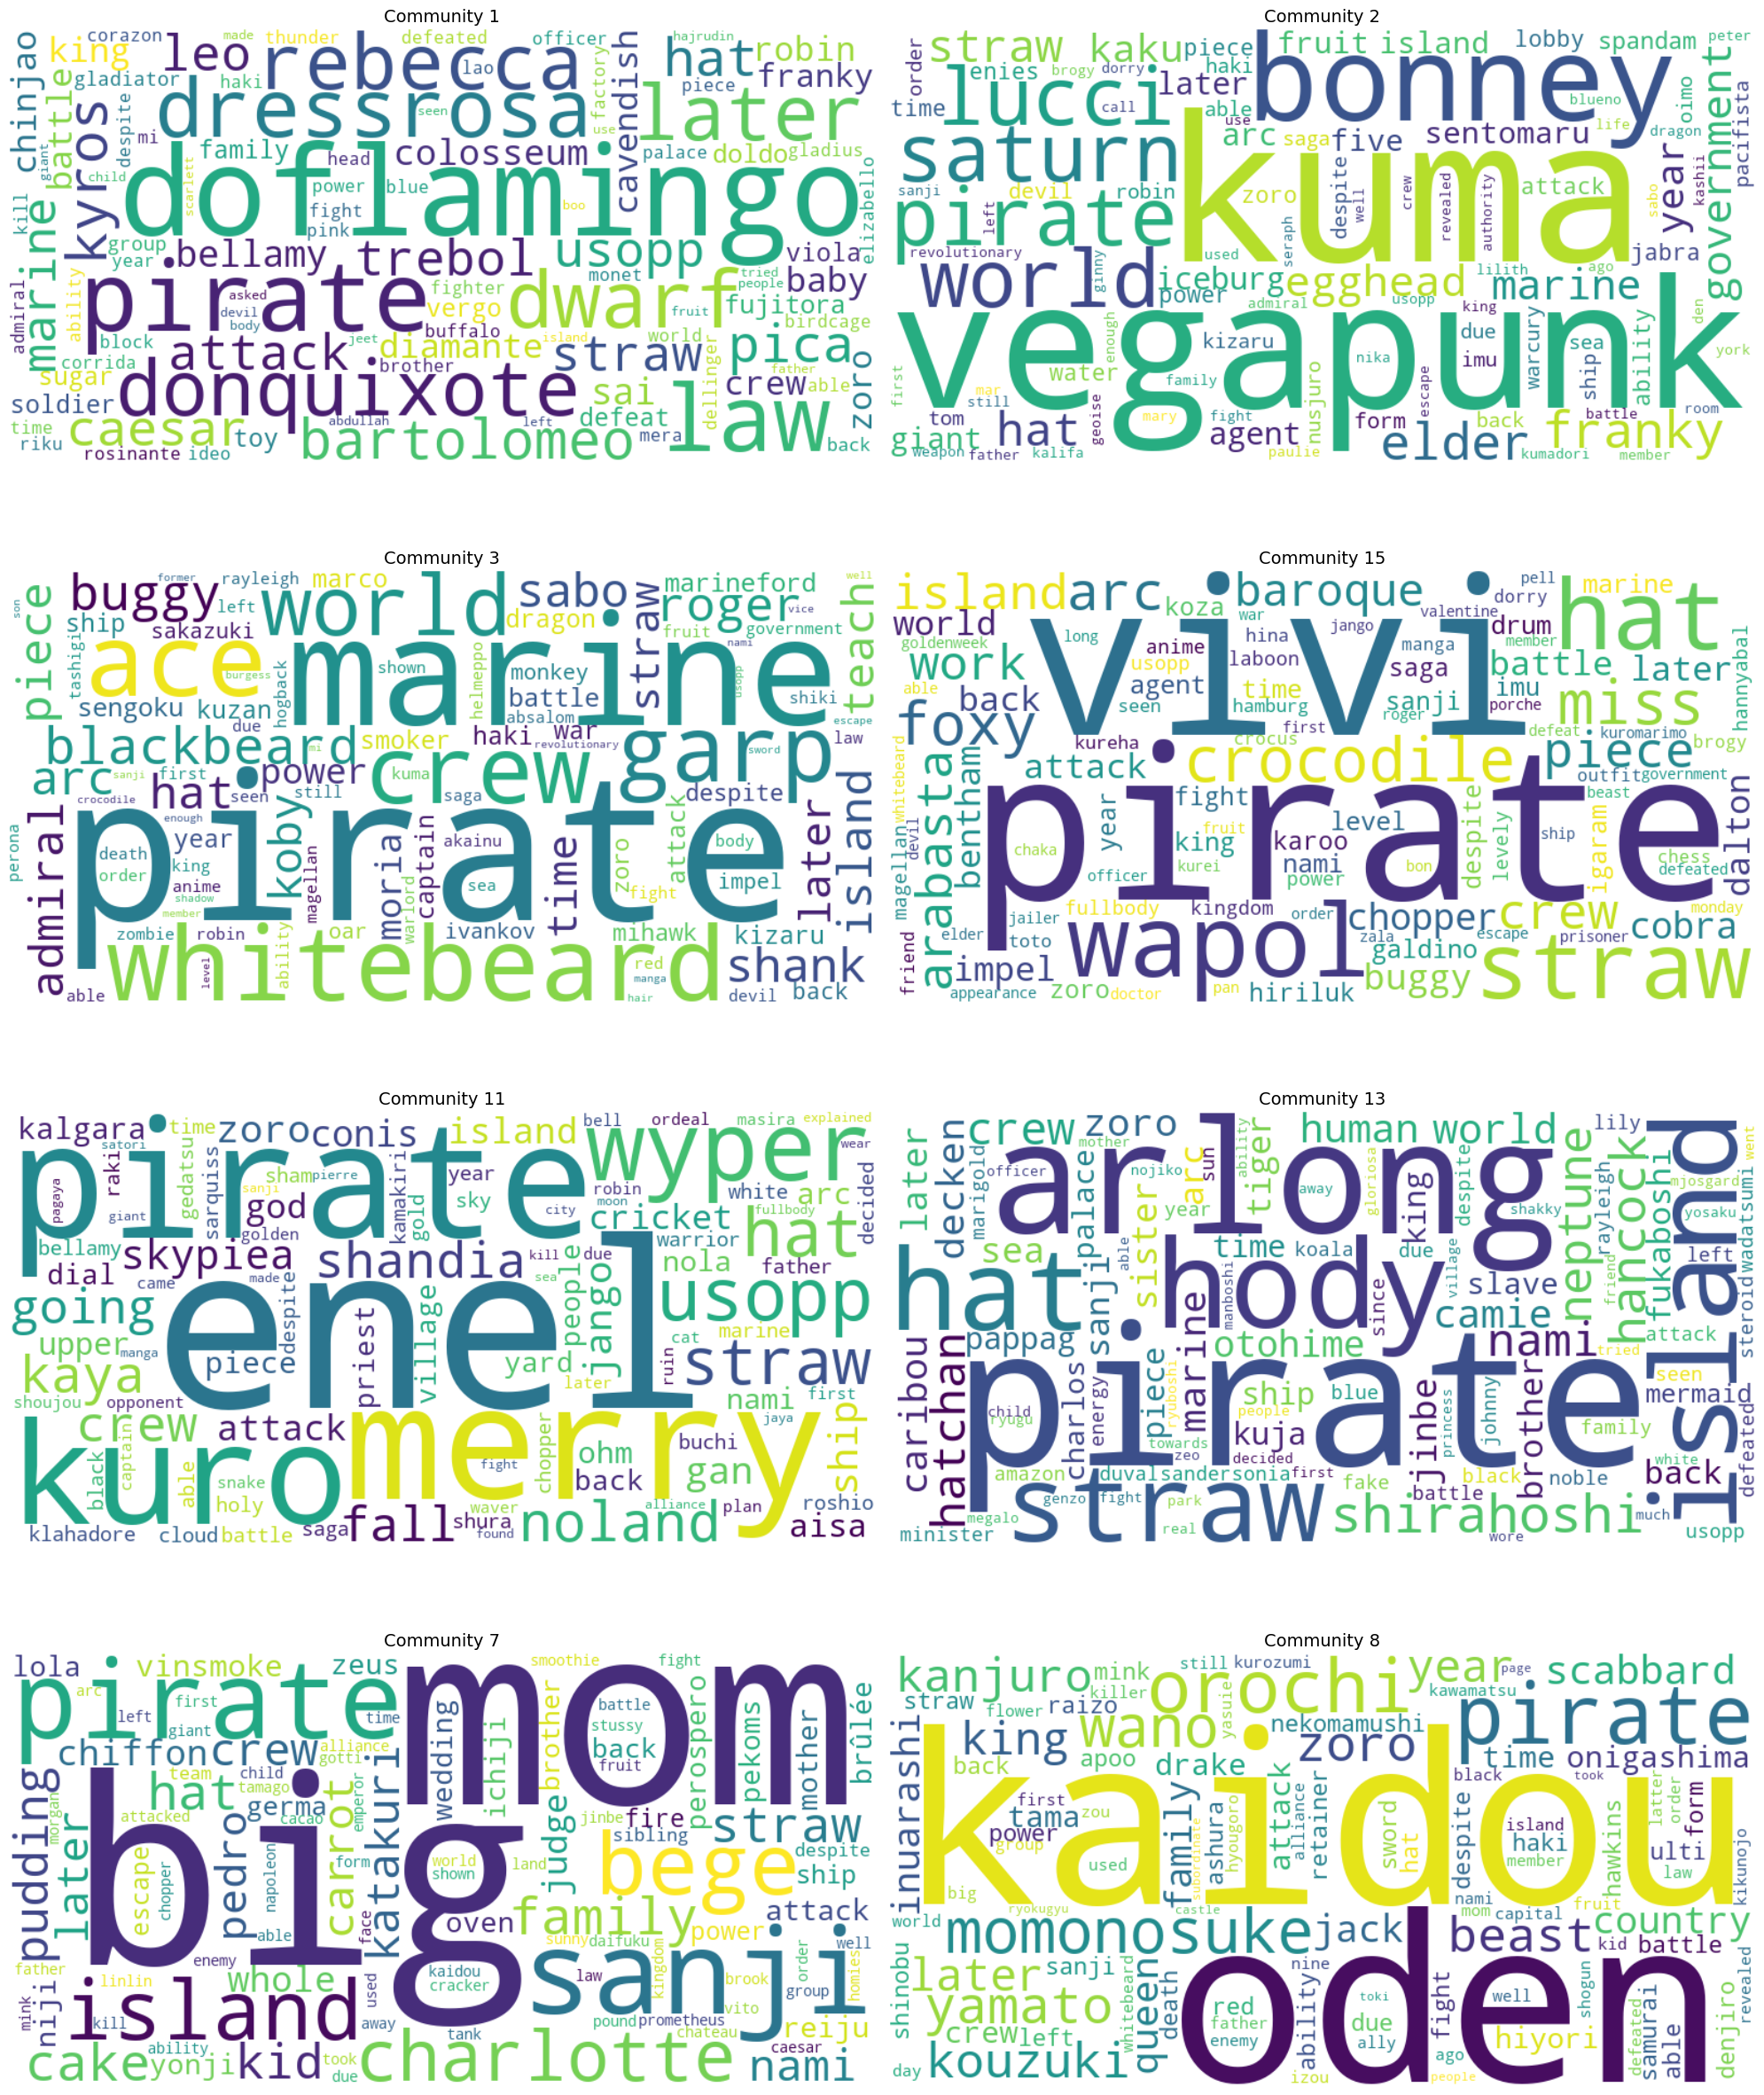 Community 1
corazon made thunder defeated officer hajrudin
king leo rebecca lao hat robin
chinjao gladiator haki factory cavendish piece franky
battle despite mi dressrosa seen use later
kyros family head colosseum palace doldo gladius
giant child scarlett doflamingo power blue boo elizabello
kill marine fight pink
group year bellamy trebol usopp monet viola
ability pirate asked devil body fighter vergo dwarf tried people baby
admiral buffalo fruit fujitora birdcage
block jeet diamante island straw world pica
corrida attack brother dellinger father
sugar donquixote sai crew able zoro
soldier defeat law
time caesar toy abdullah left mera back
riku rosinante ideo bartolomeo
Community 2
order straw kaku piece bonney fruit island lobby spandam peter
enies brogy dorry later haki
time lucci call able use blueno oimo government
saturn arc saga five sentomaru life dragon pacifista
sanji devil robin kuma zoro despite well crew revealed authority attack sabo kashii year
pirate left used jabra
revolutionary ginny seraph
world iceburg egghead lilith ago marine
power admiral usopp king den
vegapunk enough kizaru nika due imu warcury sea ship ability york
first water family
mar still escape
tom geoise mary fight nusjuro form back battle room
giant hat agent elder franky
weapon father kalifa paulie kumadori member
Community 3
former rayleigh marco world sabo marineford well
son buggy left dragon straw roger vice
piece ship sakazuki fruit government teach
tashigi ace burgess shown marine helmeppo monkey nami usopp
sengoku kuzan hogback battle absalom shiki escape
due haki war revolutionary garp sword law
blackbeard mi smoker crew
arc sanji first power kuma despite
crocodile hat seen still saga attack
admiral enough year koby captain akainu time zoro body later island
perona death king pirate magellan moria sea impel
order anime shadow fight
member warlord
zombie robin oar ivankov mihawk kizaru
level ability whitebeard red manga shank
able hair devil back
Community 15
island arc baroque pell marine
world koza war jango valentine dorry drum hat
goldenweek long vivi hina manga member
work anime laboon saga battle later
able usopp agent time sanji imu miss hannyabal
back seen hamburg roger porche
foxy first defeat kuromarimo
whitebeard kureha crocus piece brogy
arabasta attack crocodile outfit government
bentham fight beast
magellan devil year king fruit karoo level despite levely ship igaram dalton
chaka kurei nami bon chess
officer pirate power defeated
fullbody kingdom order chopper crew monday
friend jailer elder toto wapol zala escape prisoner cobra
impel galdino straw
appearance zoro doctor pan hiriluk buggy
Community 11
kalgara time zoro conis island bell ordeal masira explained
satori raki sham pierre wyper wear
pagaya pirate gedatsu sarquiss sanji kamakiri year robin white arc
giant god gold sky moon city fullbody decided
golden cricket hat
bellamy skypiea shandia kill due warrior
dial came made sea nola father
going despite people jango usopp
upper manga enel cat marine
piece priest village yard ruin straw
kaya later nami first
shoujou opponent jaya
crew attack chopper ohm buchi ship
kuro captain merry fight back gan
black able snake
holy waver alliance plan roshio
klahadore cloud battle saga fall shura found noland aisa
Community 13
later decken crew zoro mother human world lily
officer arlong sun ability tiger neptune went
marigold nojiko arc away gloriosa king despite shakky rayleigh hancock fukaboshi mjosgard
sea palace sister year yosaku
hat able time koala due village friend left island wadatsumi
manboshi hody slave
pappag sanji marine since camie steroid
caribou hatchan otohime nami attack
charlos piece ryuboshi ship blue tried seen
child energy pirate people jinbe princess johnny brother mermaid
ryugu kuja family
towards zeo decided white
amazon duval sandersonia first fake black noble back defeated
genzo fight park battle shirahoshi much
megalo straw real
minister wore usopp
Community 7
lola vinsmoke zeus mom smoothie fight
pirate arc first battle
left giant time wedding ichiji brother stussy perospero pekoms mother brûlée
chiffon crew alliance back
gotti fruit
team child
pudding hat tamago emperor katakuri jinbe fire straw
morgan later attacked germa cacao judge sibling
pedro carrot world shown land bege despite
escape chopper napoleon form ship
big oven family attack
able face power
enemy sunny daifuku well
father linlin whole used kaidou cracker sanji law kingdom brook order homies
mink niji island group
kill away pound prometheus vito reiju
ability tank chateau
cake yonji kid took due charlotte caesar nami
Community 8
kanjuro mink still kurozumi year page scabbard
killer orochi kawamatsu
straw flower raizo yasuie pirate
wano nekomamushi
inuarashi king apoo drake zoro time onigashima
back black took
first kaidou attack alliance retainer latter order form
tama zou family ashura sword hat despite island haki hawkins
power group hyougoro ulti
used subordinate member law kikunojo
big nami fruit
ryokugyu castle mom capital country
world momonosuke jack beast kid battle
shinobu later sanji nine
whitebeard queen death ability red toki well shogun revealed
yamato father due fight samurai
crew left enemy oden ally hiyori defeated able denjiro
day kouzuki izou ago people